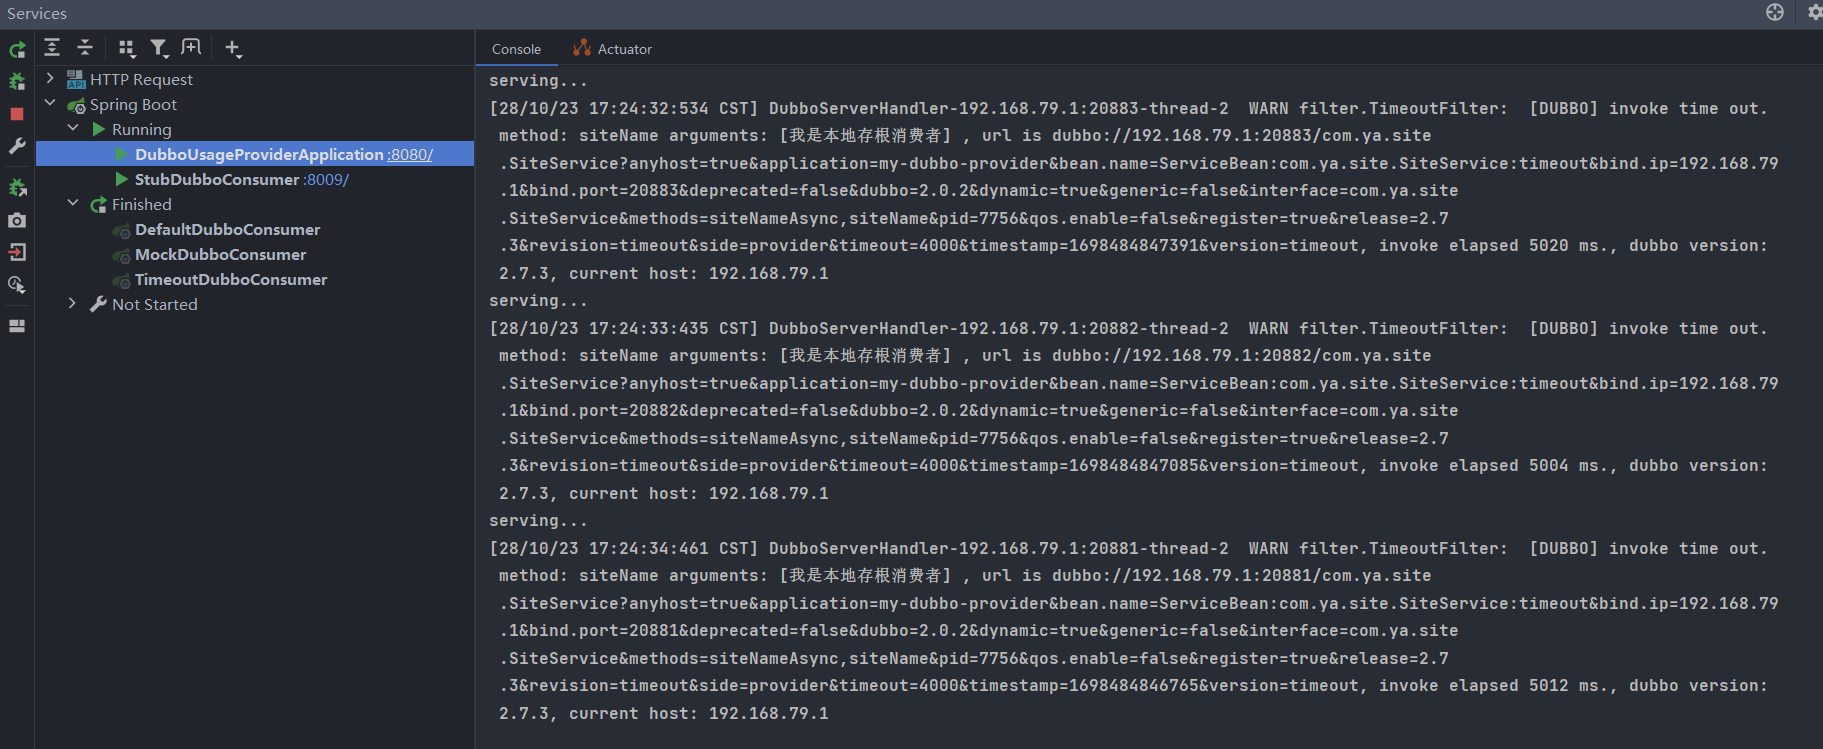 Services
Console
Actuator
HTTP Request
Spring Boot
Running
DubboUsageProviderApplication :8080/
StubDubboConsumer :8009/
Finished
DefaultDubboConsumer
MockDubboConsumer
TimeoutDubboConsumer
Not Started
serving...
[28/10/23 17:24:32:534 CST] DubboServerHandler-192.168.79.1:20883-thread-2  WARN filter.TimeoutFilter:  [DUBBO] invoke time out.
method: siteName arguments: [我是本地存根消费者] , url is dubbo://192.168.79.1:20883/com.ya.site
.SiteService?anyhost=true&application=my-dubbo-provider&bean.name=ServiceBean:com.ya.site.SiteService:timeout&bind.ip=192.168.79
.1&bind.port=20883&deprecated=false&dubbo=2.0.2&dynamic=true&generic=false&interface=com.ya.site
.SiteService&methods=siteNameAsync,siteName&pid=7756&qos.enable=false&register=true&release=2.7
.3&revision=timeout&side=provider&timeout=4000&timestamp=1698484847391&version=timeout, invoke elapsed 5020 ms., dubbo version:
2.7.3, current host: 192.168.79.1
serving...
[28/10/23 17:24:33:435 CST] DubboServerHandler-192.168.79.1:20882-thread-2  WARN filter.TimeoutFilter:  [DUBBO] invoke time out.
method: siteName arguments: [我是本地存根消费者] , url is dubbo://192.168.79.1:20882/com.ya.site
.SiteService?anyhost=true&application=my-dubbo-provider&bean.name=ServiceBean:com.ya.site.SiteService:timeout&bind.ip=192.168.79
.1&bind.port=20882&deprecated=false&dubbo=2.0.2&dynamic=true&generic=false&interface=com.ya.site
.SiteService&methods=siteNameAsync,siteName&pid=7756&qos.enable=false&register=true&release=2.7
.3&revision=timeout&side=provider&timeout=4000&timestamp=1698484847085&version=timeout, invoke elapsed 5004 ms., dubbo version:
2.7.3, current host: 192.168.79.1
serving...
[28/10/23 17:24:34:461 CST] DubboServerHandler-192.168.79.1:20881-thread-2  WARN filter.TimeoutFilter:  [DUBBO] invoke time out.
method: siteName arguments: [我是本地存根消费者] , url is dubbo://192.168.79.1:20881/com.ya.site
.SiteService?anyhost=true&application=my-dubbo-provider&bean.name=ServiceBean:com.ya.site.SiteService:timeout&bind.ip=192.168.79
.1&bind.port=20881&deprecated=false&dubbo=2.0.2&dynamic=true&generic=false&interface=com.ya.site
.SiteService&methods=siteNameAsync,siteName&pid=7756&qos.enable=false&register=true&release=2.7
.3&revision=timeout&side=provider&timeout=4000&timestamp=1698484846765&version=timeout, invoke elapsed 5012 ms., dubbo version:
2.7.3, current host: 192.168.79.1